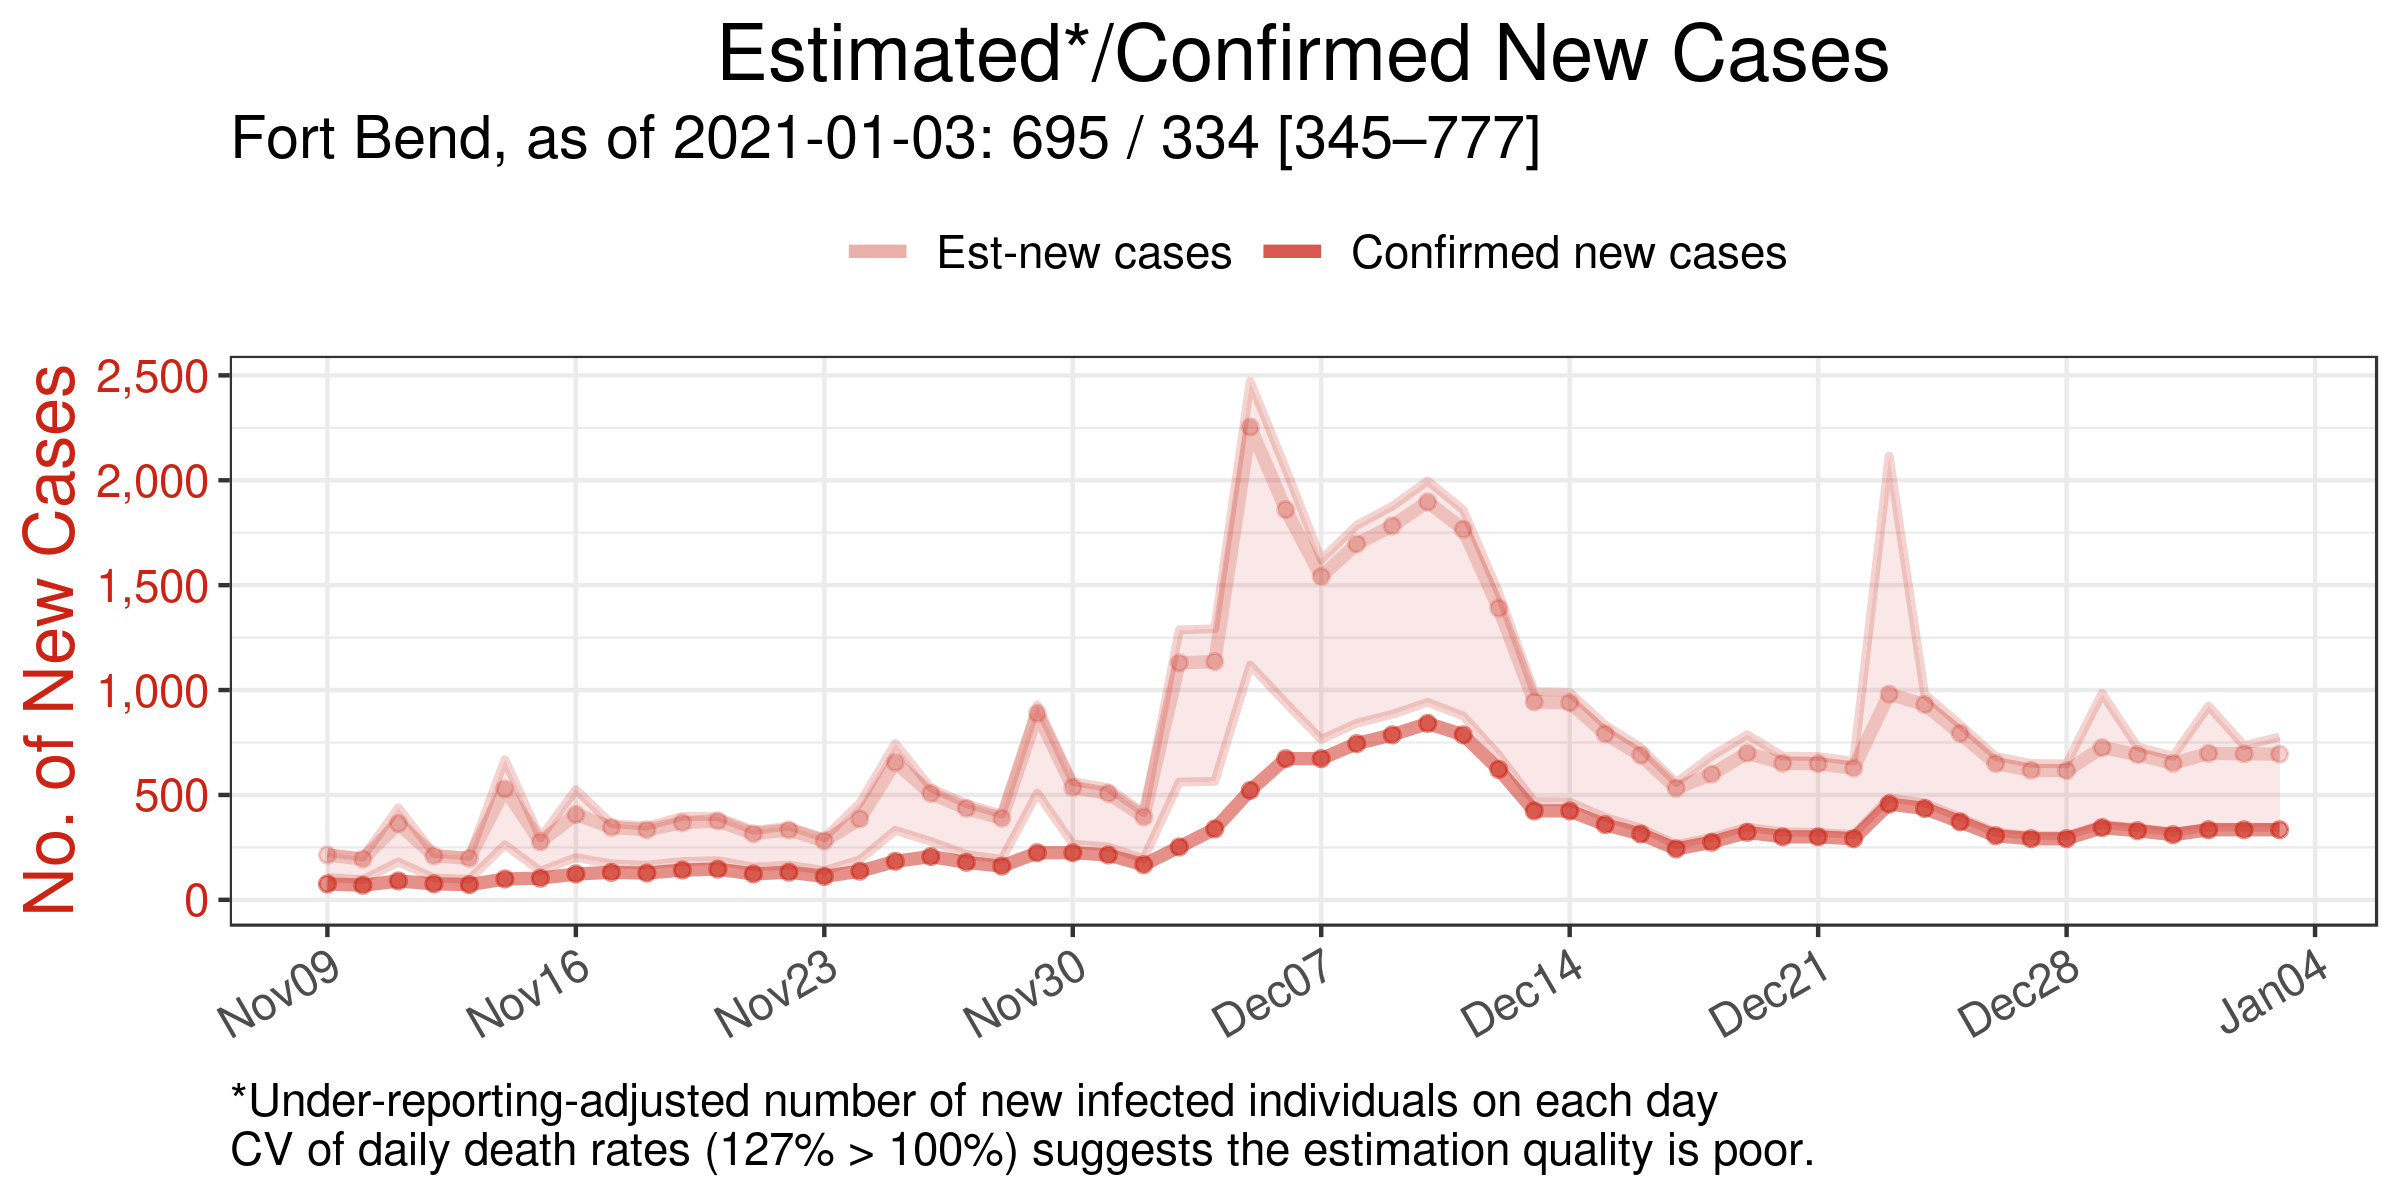 Estimated*/Confirmed New Cases
Fort Bend, as of 2021-01-03: 695 / 334 [345–777]
Est-new cases
Confirmed new cases
No. of New Cases
2,500
2,000
1,500
1,000
500
0
Nov09
Nov16
Nov23
Nov30
Dec07
Dec14
Dec21
Dec28
Jan04
*Under-reporting-adjusted number of new infected individuals on each day
CV of daily death rates (127% > 100%) suggests the estimation quality is poor.